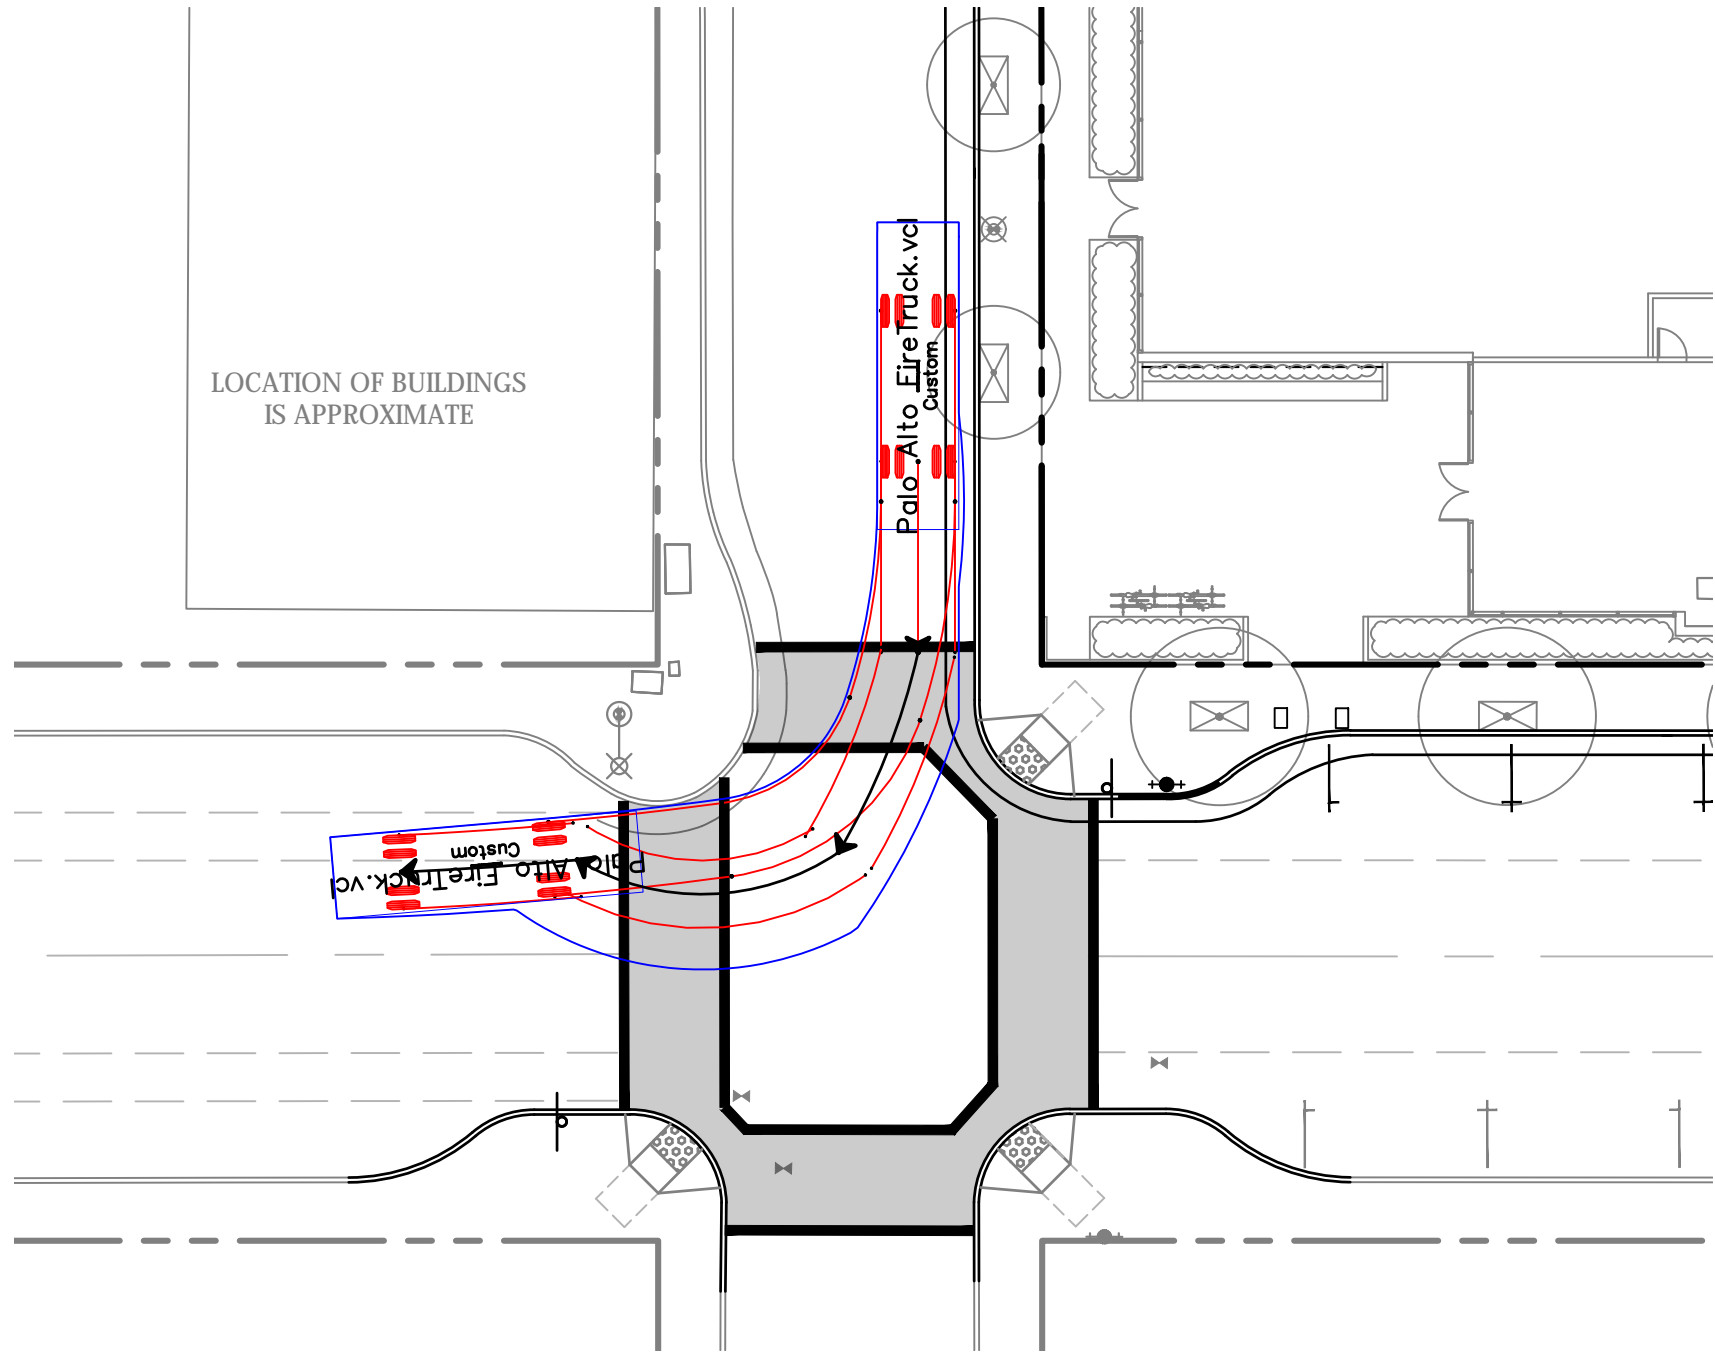 LOCATION OF BUILDINGS
IS APPROXIMATE
Palo Alto FireTruck.vcl
Custom
Palo Alto FireTruck.vcl
Custom